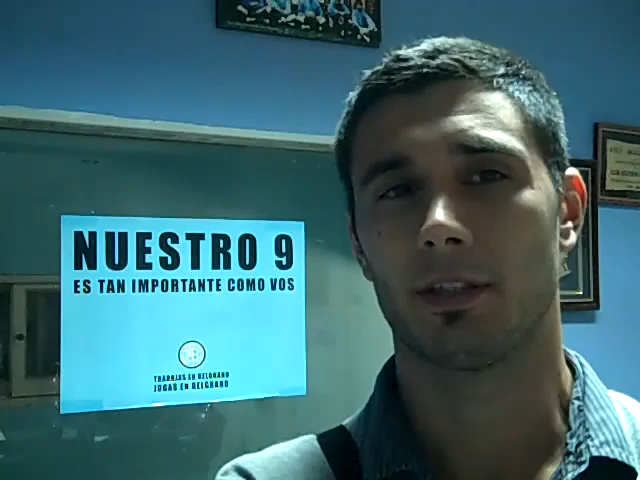 NUESTRO 9
ES TAN IMPORTANTE COMO VOS
TRABAJAS EN BELGRANO
JUGAS EN BELGRANO